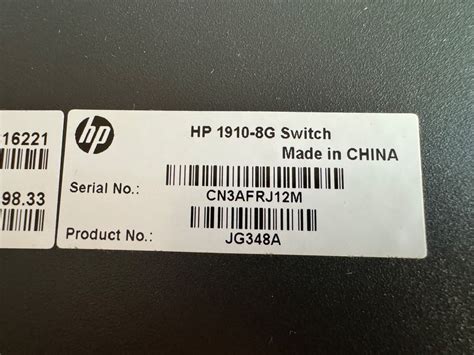 hp
HP 1910-8G Switch
Made in CHINA
Serial No.:
CN3AFRJ12M
Product No.:
JG348A
16221
98.33